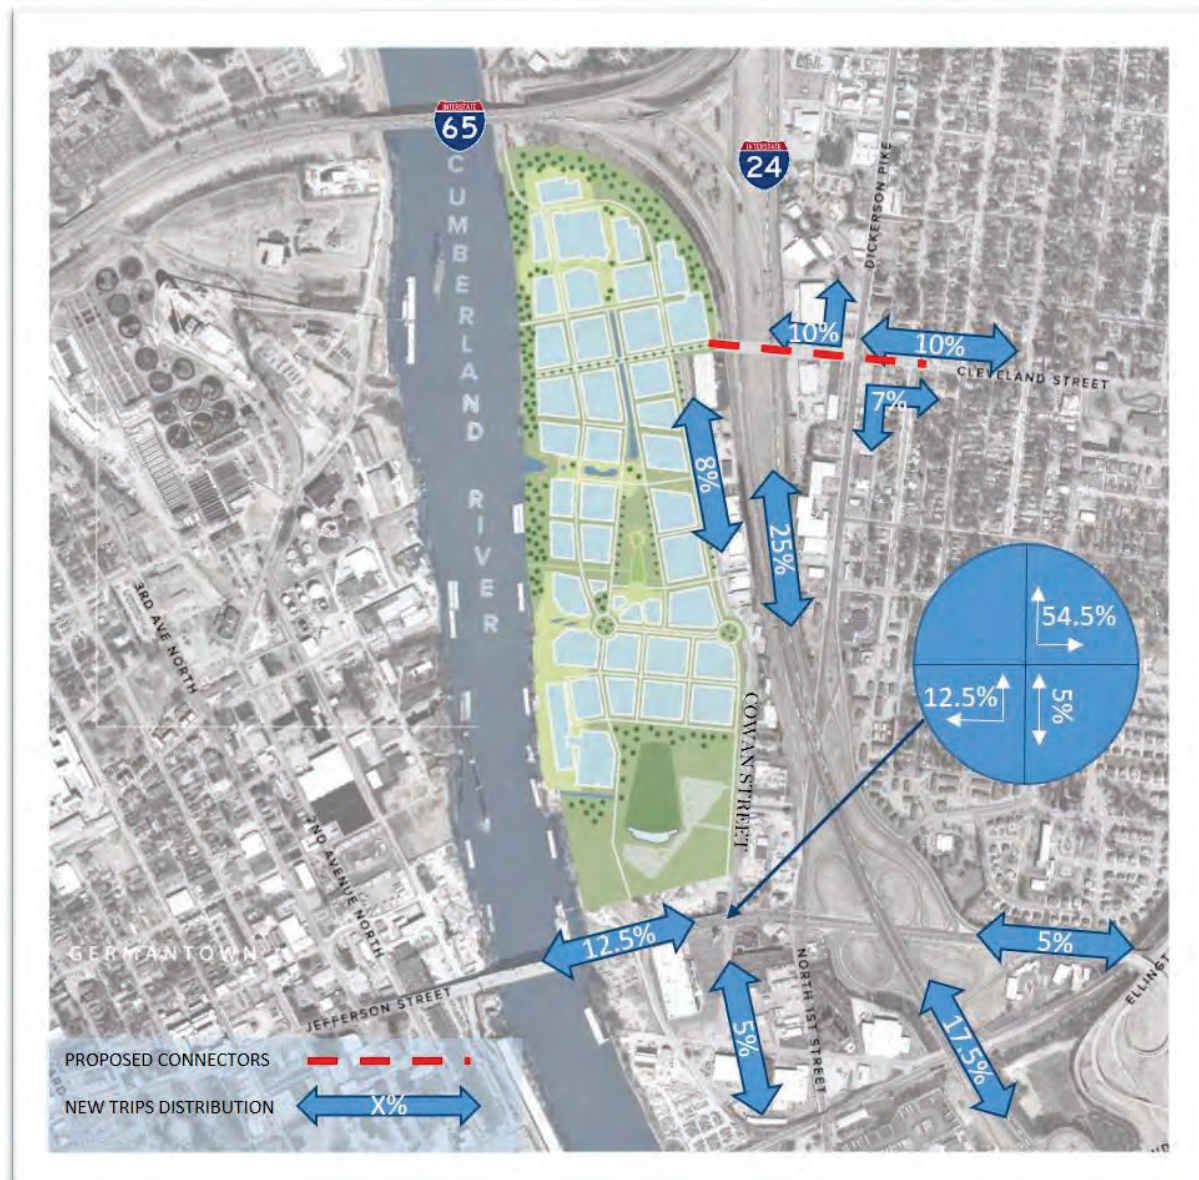 INTERSTATE
65
INTERSTATE
24
CUMBERLAND RIVER
DICKERSON PIKE
10%
10%
CLEVELAND STREET
7%
8%
25%
54.5%
12.5%
5%
3RD AVE NORTH
COWAN STREET
2ND AVENUE NORTH
GERMANTOWN
12.5%
5%
JEFFERSON STREET
NORTH 1ST STREET
5%
17.5%
ELLINGT
PROPOSED CONNECTORS
NEW TRIPS DISTRIBUTION
X%